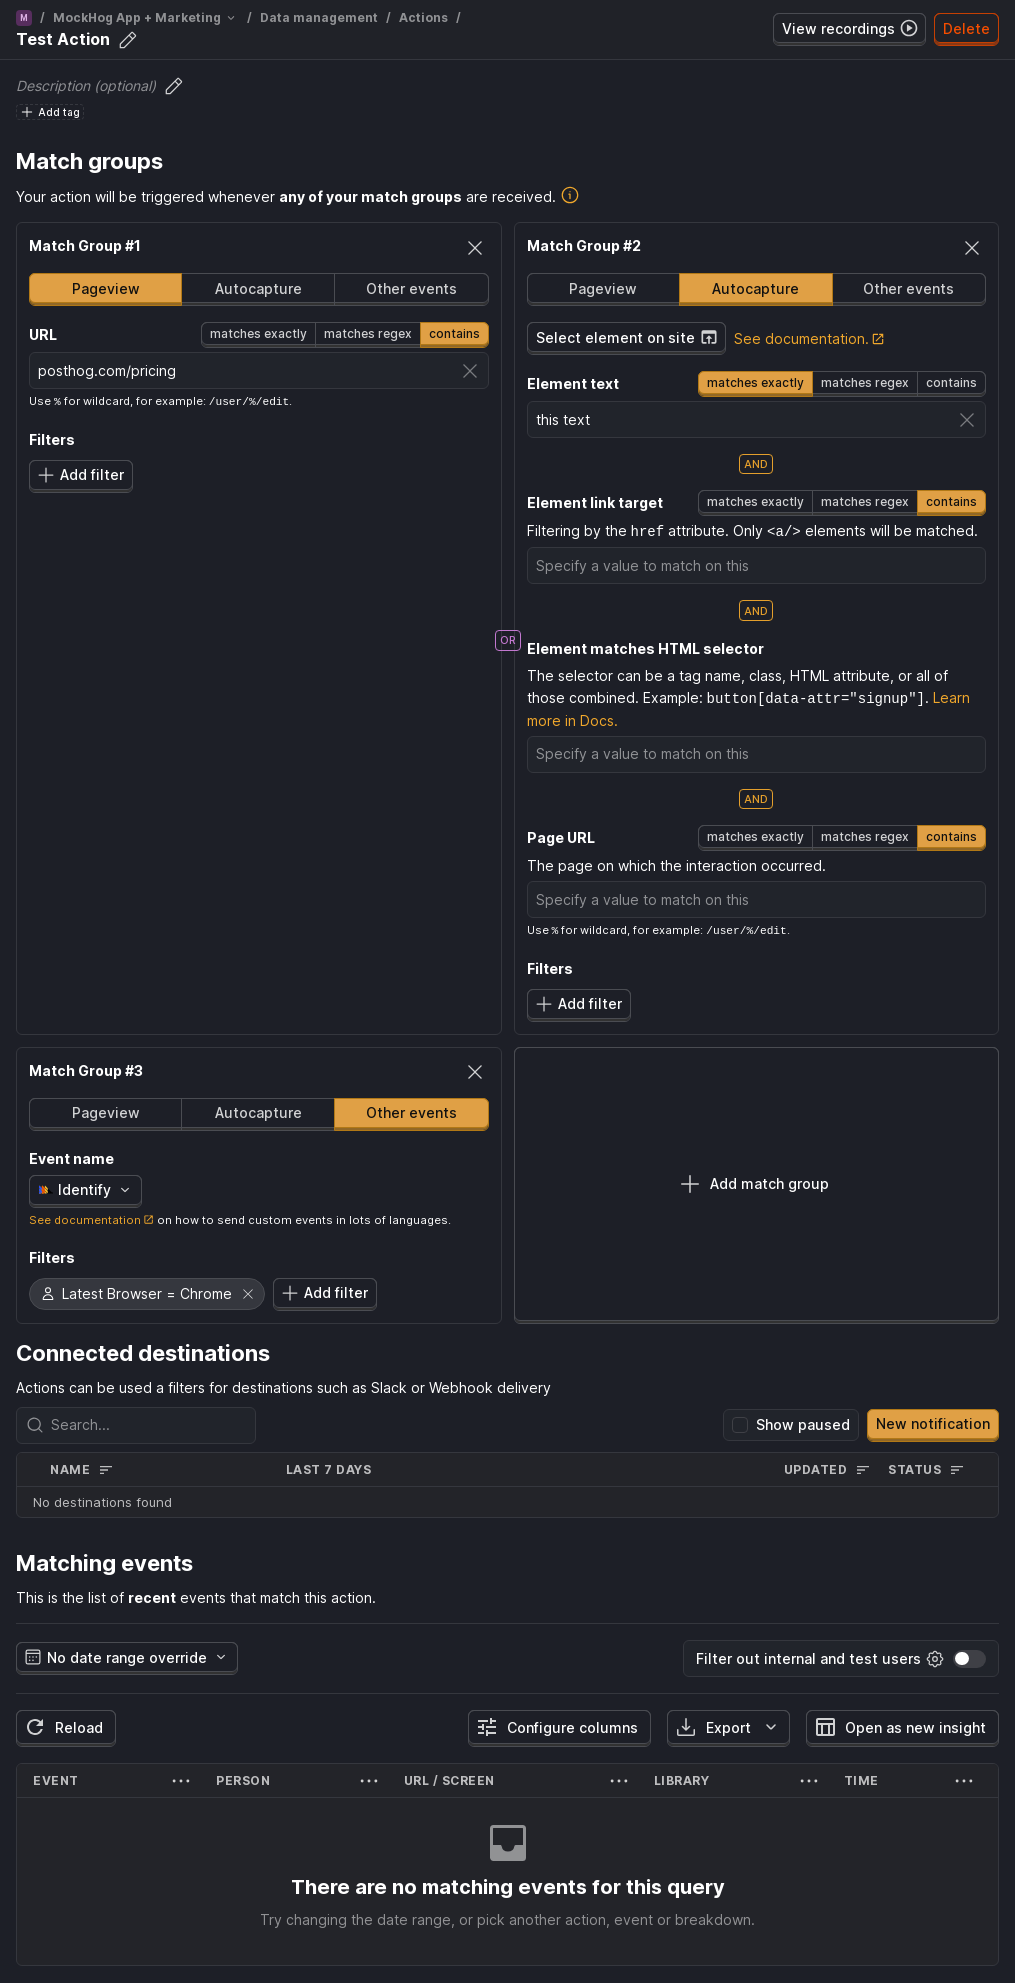 M / MockHog App + Marketing / Data management / Actions /
Test Action
View recordings
Delete
Description (optional)
Add tag
Match groups
Your action will be triggered whenever any of your match groups are received.
Match Group #1
Pageview Autocapture Other events
URL matches exactly matches regex contains
posthog.com/pricing
Use % for wildcard, for example: /user/%/edit.
Filters
Add filter
OR
Match Group #2
Pageview Autocapture Other events
Select element on site See documentation.
Element text matches exactly matches regex contains
this text
AND
Element link target matches exactly matches regex contains
Filtering by the href attribute. Only <a/> elements will be matched.
Specify a value to match on this
AND
Element matches HTML selector
The selector can be a tag name, class, HTML attribute, or all of
those combined. Example: button[data-attr="signup"]. Learn
more in Docs.
Specify a value to match on this
AND
Page URL matches exactly matches regex contains
The page on which the interaction occurred.
Specify a value to match on this
Use % for wildcard, for example: /user/%/edit.
Filters
Add filter
Match Group #3
Pageview Autocapture Other events
Event name
Identify
See documentation on how to send custom events in lots of languages.
Filters
Latest Browser = Chrome Add filter
Add match group
Connected destinations
Actions can be used a filters for destinations such as Slack or Webhook delivery
Search... Show paused New notification
NAME LAST 7 DAYS UPDATED STATUS
No destinations found
Matching events
This is the list of recent events that match this action.
No date range override Filter out internal and test users
Reload Configure columns Export Open as new insight
EVENT PERSON URL / SCREEN LIBRARY TIME
There are no matching events for this query
Try changing the date range, or pick another action, event or breakdown.